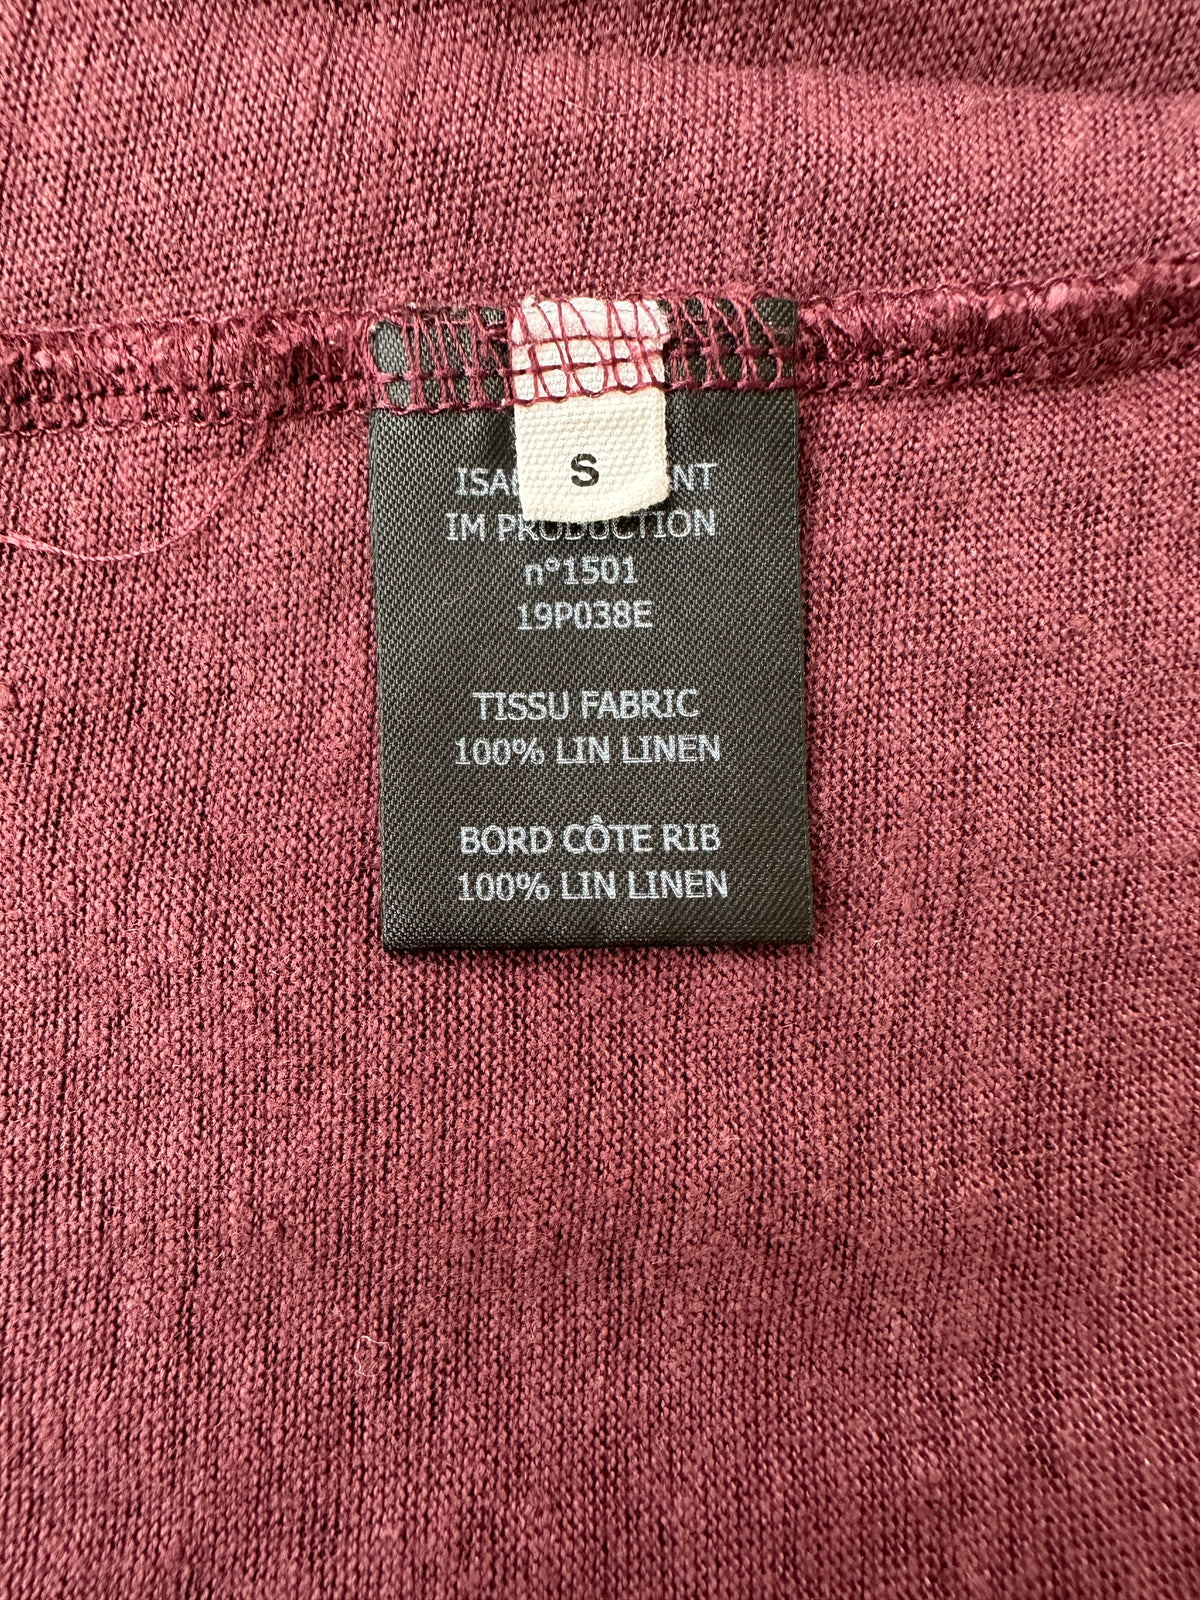 S
IM PRODUCTION
n°1501
19P038E
TISSU FABRIC
100% LIN LINEN
BORD CÔTE RIB
100% LIN LINEN